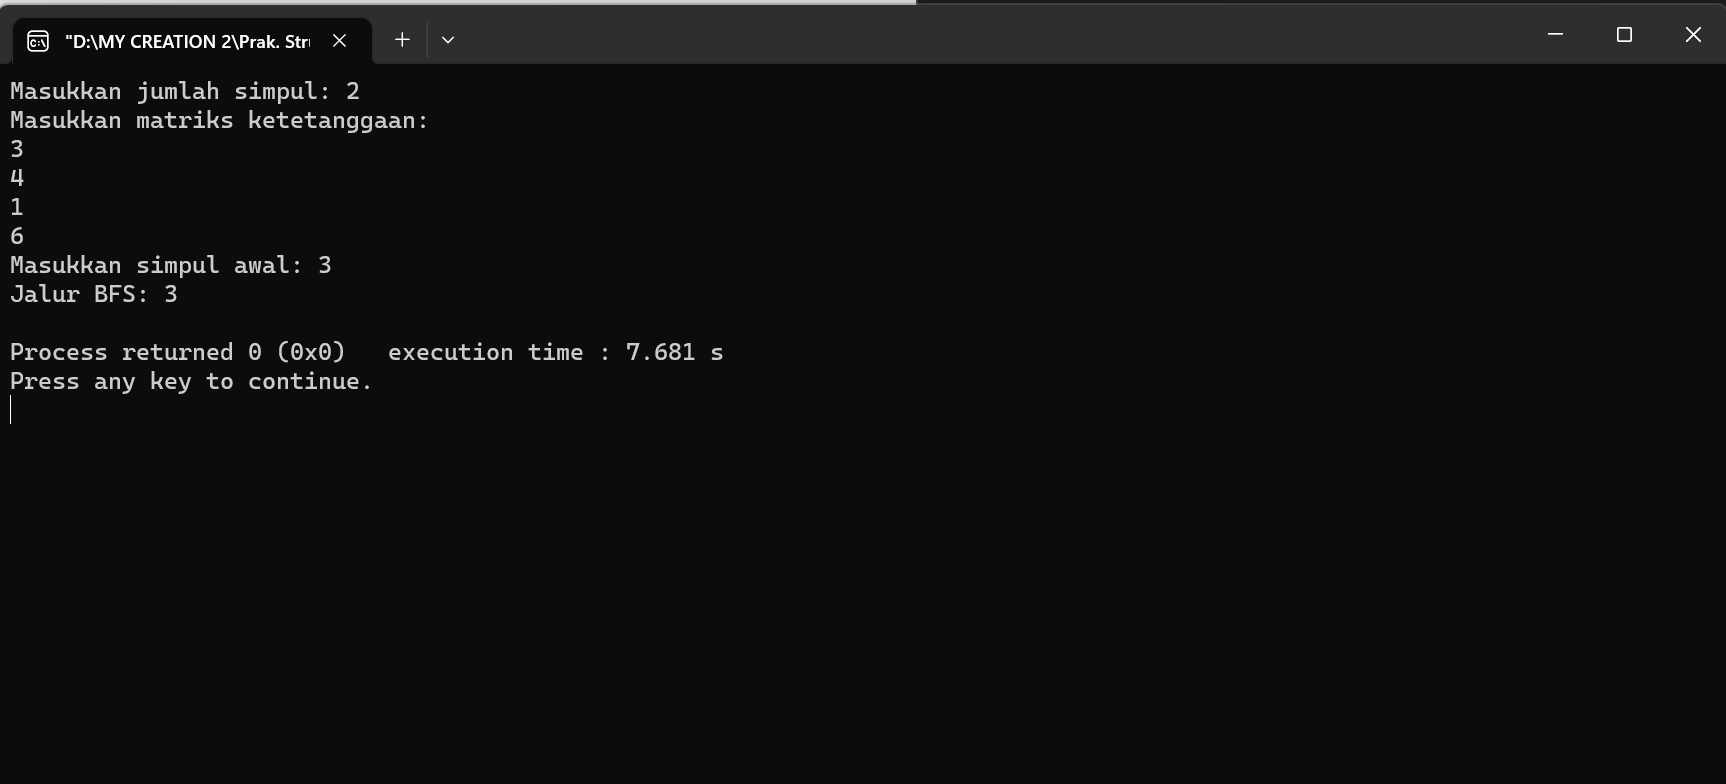 "D:\MY CREATION 2\Prak. Str
Masukkan jumlah simpul: 2
Masukkan matriks ketetanggaan:
3
4
1
6
Masukkan simpul awal: 3
Jalur BFS: 3
Process returned 0 (0x0)   execution time : 7.681 s
Press any key to continue.